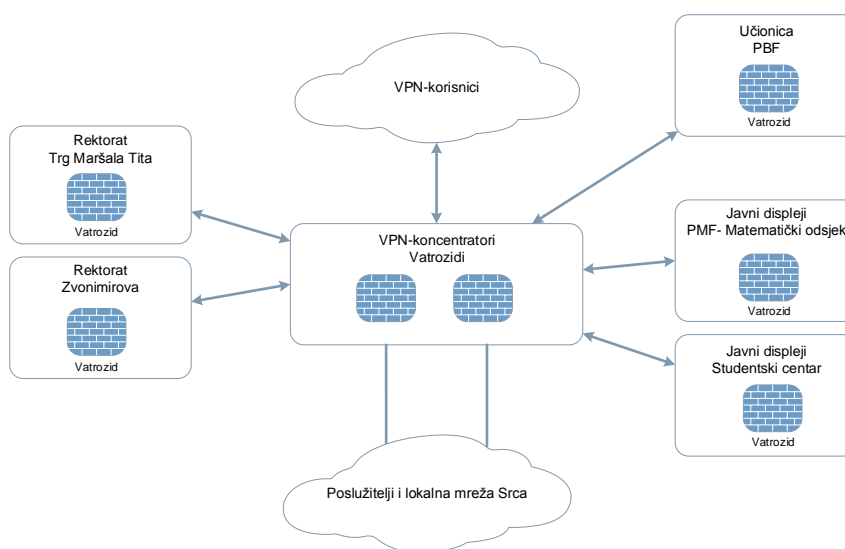 Učionica
PBF
Vatrozid
VPN-korisnici
Rektorat
Trg Maršala Tita
Vatrozid
Javni displeji
PMF- Matematički odsjek
Vatrozid
VPN-koncentratori
Vatrozidi
Rektorat
Zvonimirova
Vatrozid
Javni displeji
Studentski centar
Vatrozid
Poslužitelji i lokalna mreža Srca